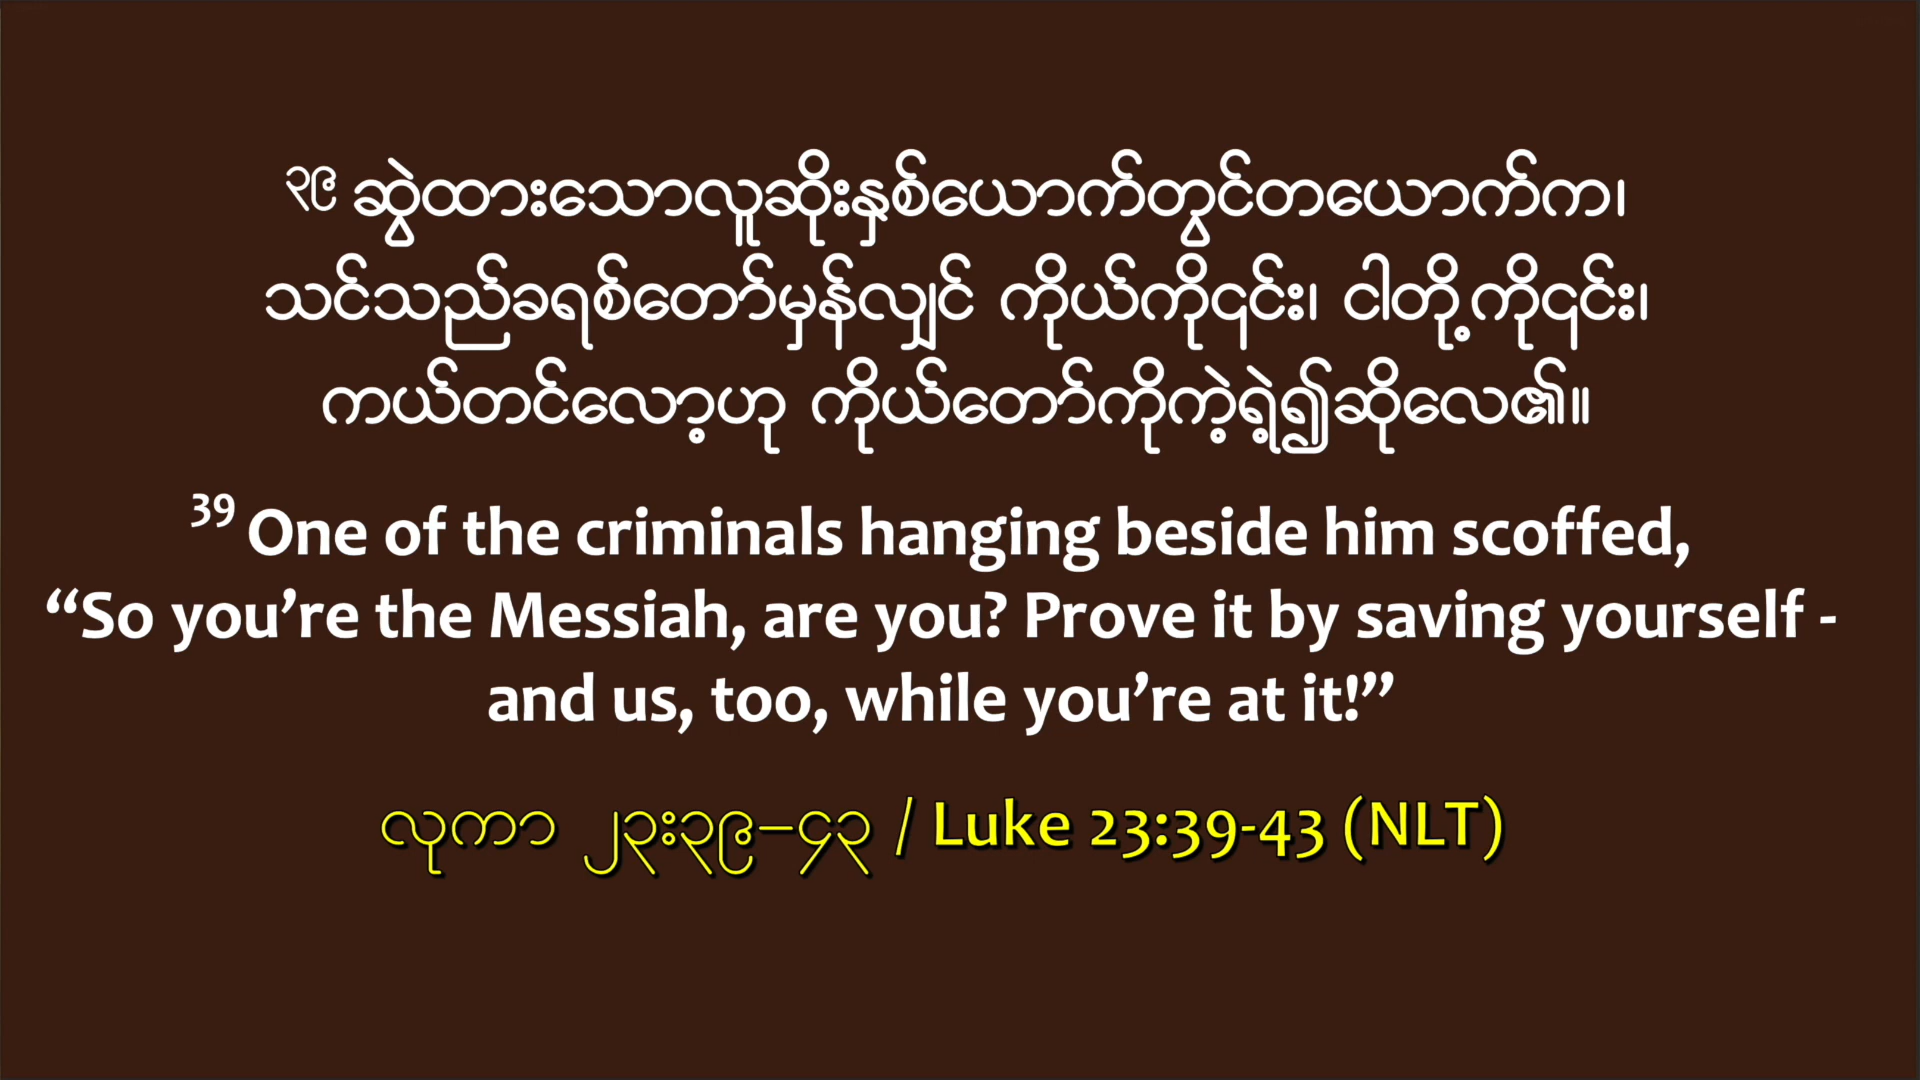 ၃၉ ဆွဲထားသောလူဆိုးနှစ်ယောက်တွင်တယောက်က၊
သင်သည်ခရစ်တော်မှန်လျှင် ကိုယ်ကို၎င်း၊ ငါတို့ကို၎င်း၊
ကယ်တင်လော့ဟု ကိုယ်တော်ကိုကဲ့ရဲ့၍ဆိုလေ၏။
39 One of the criminals hanging beside him scoffed,
“So you’re the Messiah, are you? Prove it by saving yourself -
and us, too, while you’re at it!”
လုကာ ၂၃း၃၉–၄၃ / Luke 23:39-43 (NLT)